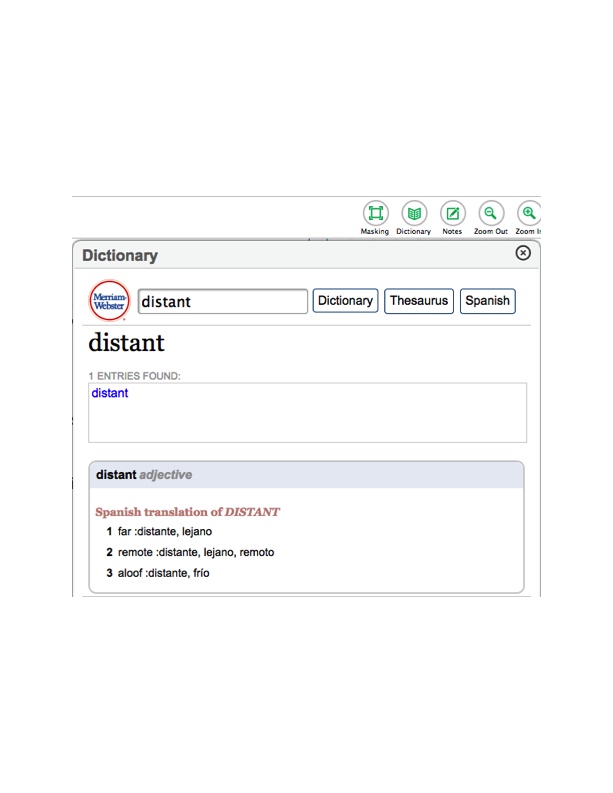 Masking Dictionary Notes Zoom Out Zoom
Dictionary
Merriam-Webster distant Dictionary Thesaurus Spanish
distant
1 ENTRIES FOUND:
distant
distant adjective
Spanish translation of DISTANT
1 far :distante, lejano
2 remote :distante, lejano, remoto
3 aloof :distante, frío